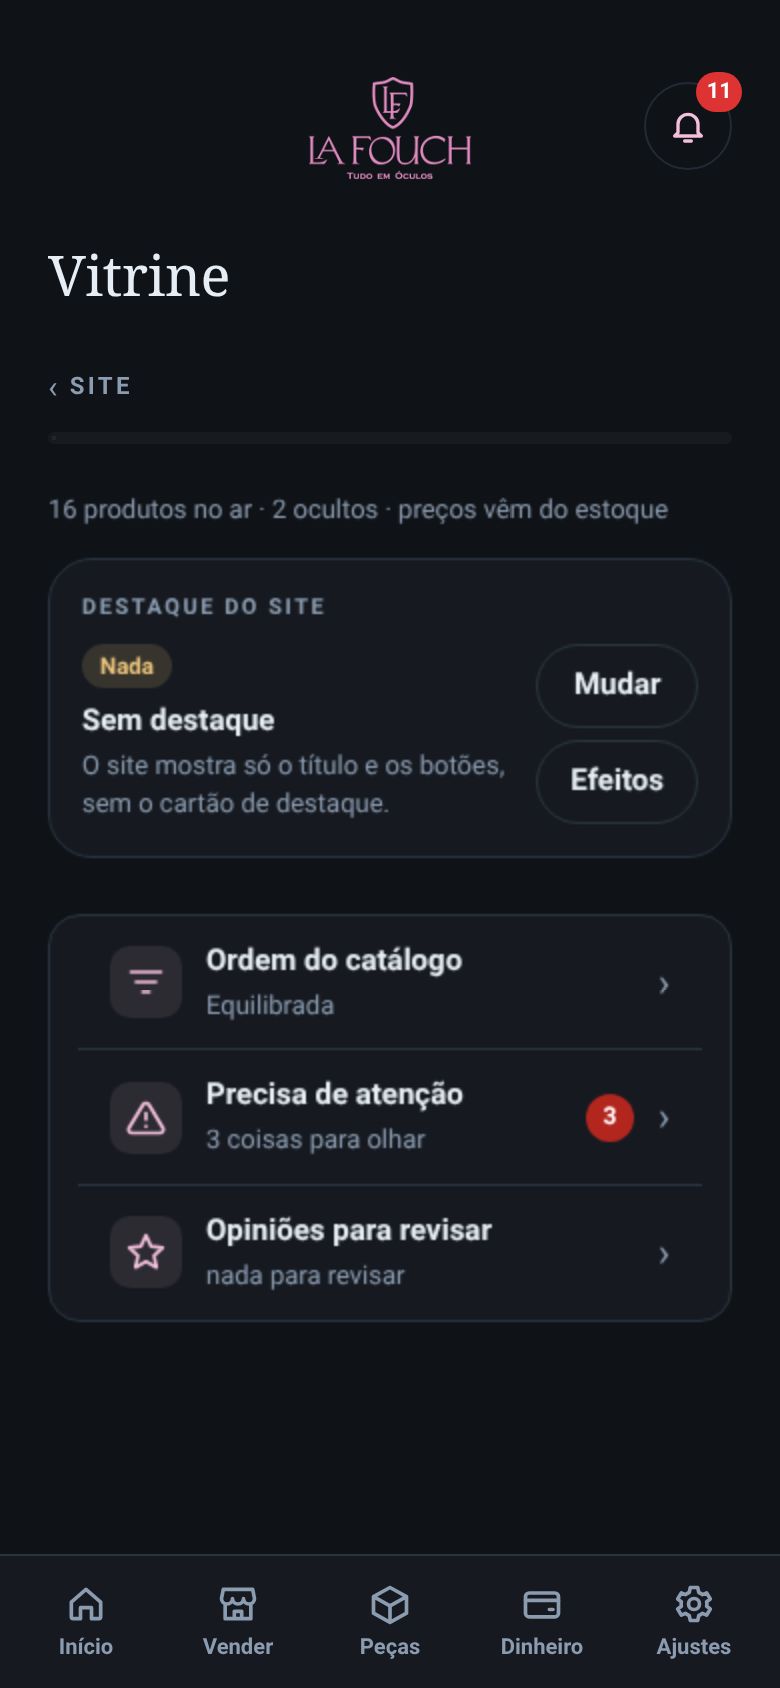 11
LF
LA FOUCH
TUDO EM ÓCULOS
Vitrine
‹ SITE
16 produtos no ar · 2 ocultos · preços vêm do estoque
DESTAQUE DO SITE
Nada
Mudar
Sem destaque
O site mostra só o título e os botões,
sem o cartão de destaque.
Efeitos
Ordem do catálogo
Equilibrada
›
Precisa de atenção
3 coisas para olhar
3 ›
Opiniões para revisar
nada para revisar
›
Início Vender Peças Dinheiro Ajustes